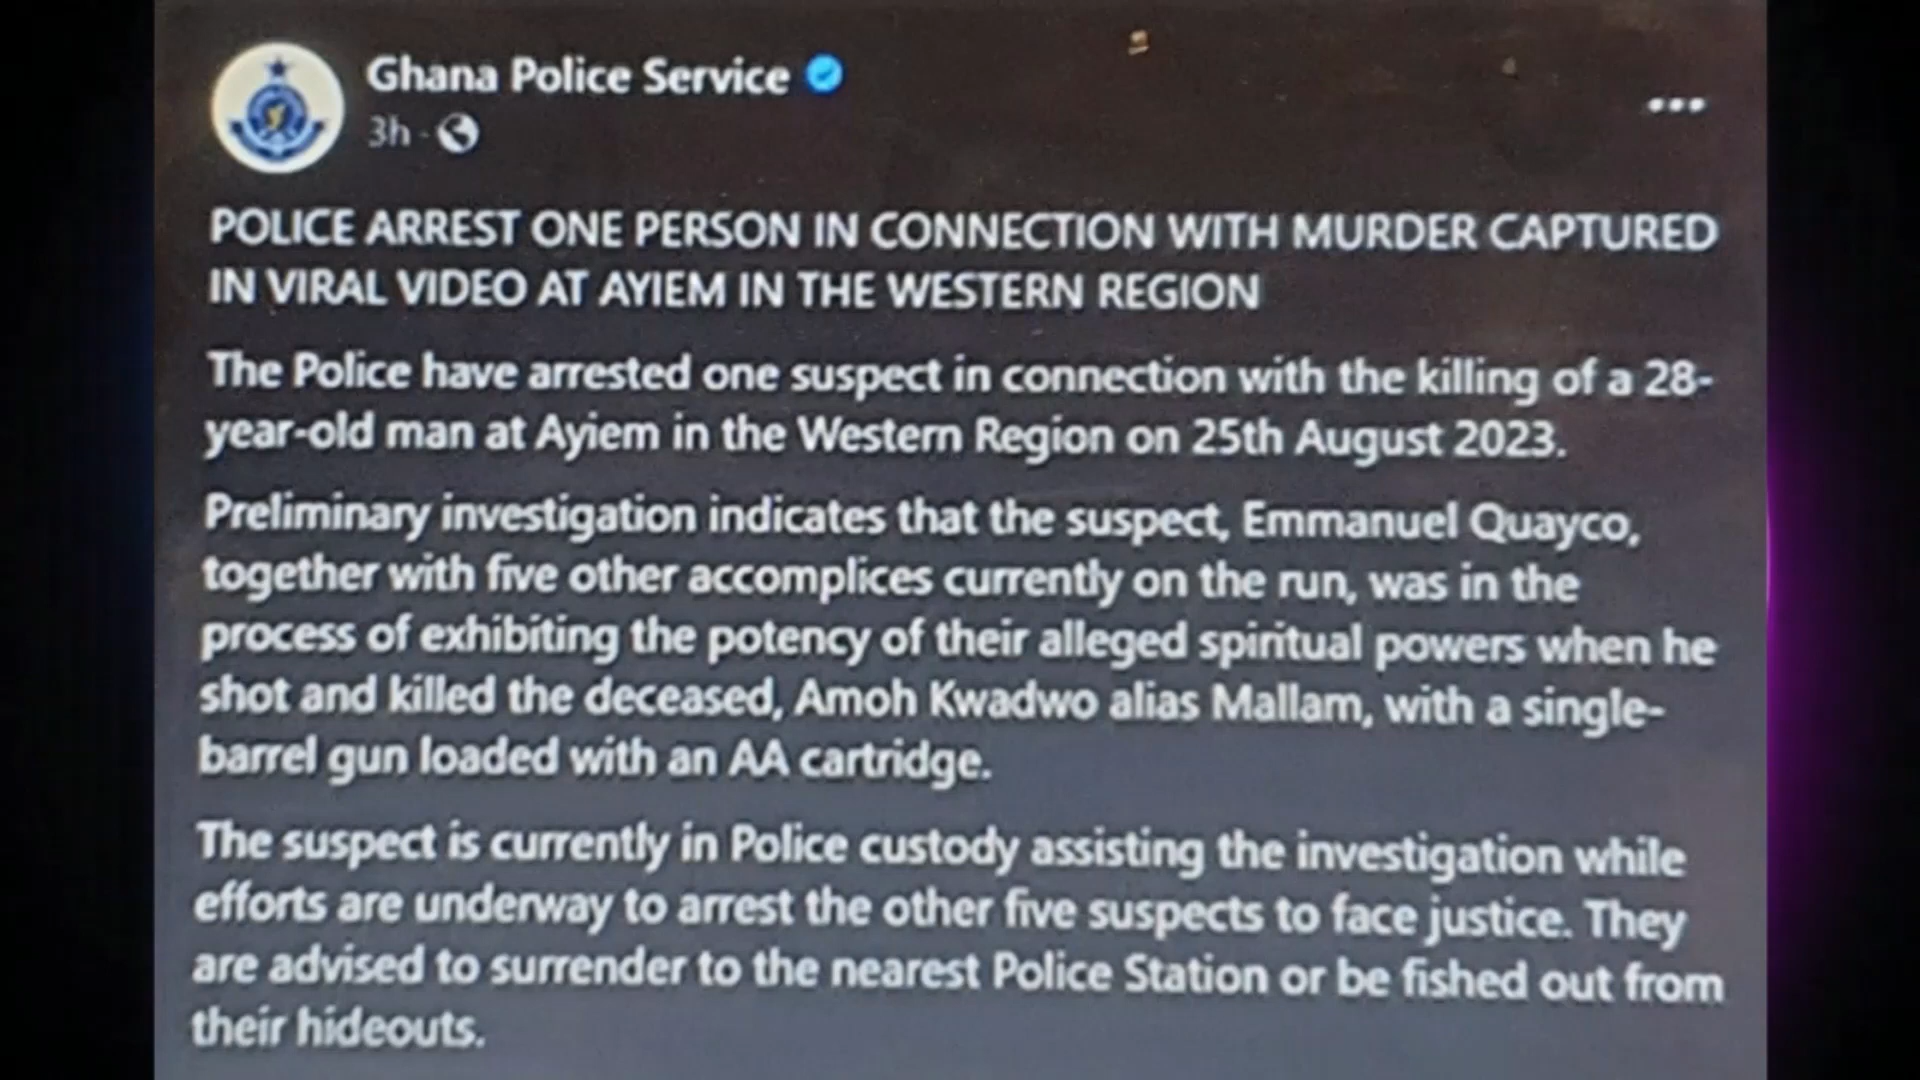 Ghana Police Service
3h ·
POLICE ARREST ONE PERSON IN CONNECTION WITH MURDER CAPTURED
IN VIRAL VIDEO AT AYIEM IN THE WESTERN REGION
The Police have arrested one suspect in connection with the killing of a 28-
year-old man at Ayiem in the Western Region on 25th August 2023.
Preliminary investigation indicates that the suspect, Emmanuel Quayco,
together with five other accomplices currently on the run, was in the
process of exhibiting the potency of their alleged spiritual powers when he
shot and killed the deceased, Amoh Kwadwo alias Mallam, with a single-
barrel gun loaded with an AA cartridge.
The suspect is currently in Police custody assisting the investigation while
efforts are underway to arrest the other five suspects to face justice. They
are advised to surrender to the nearest Police Station or be fished out from
their hideouts.